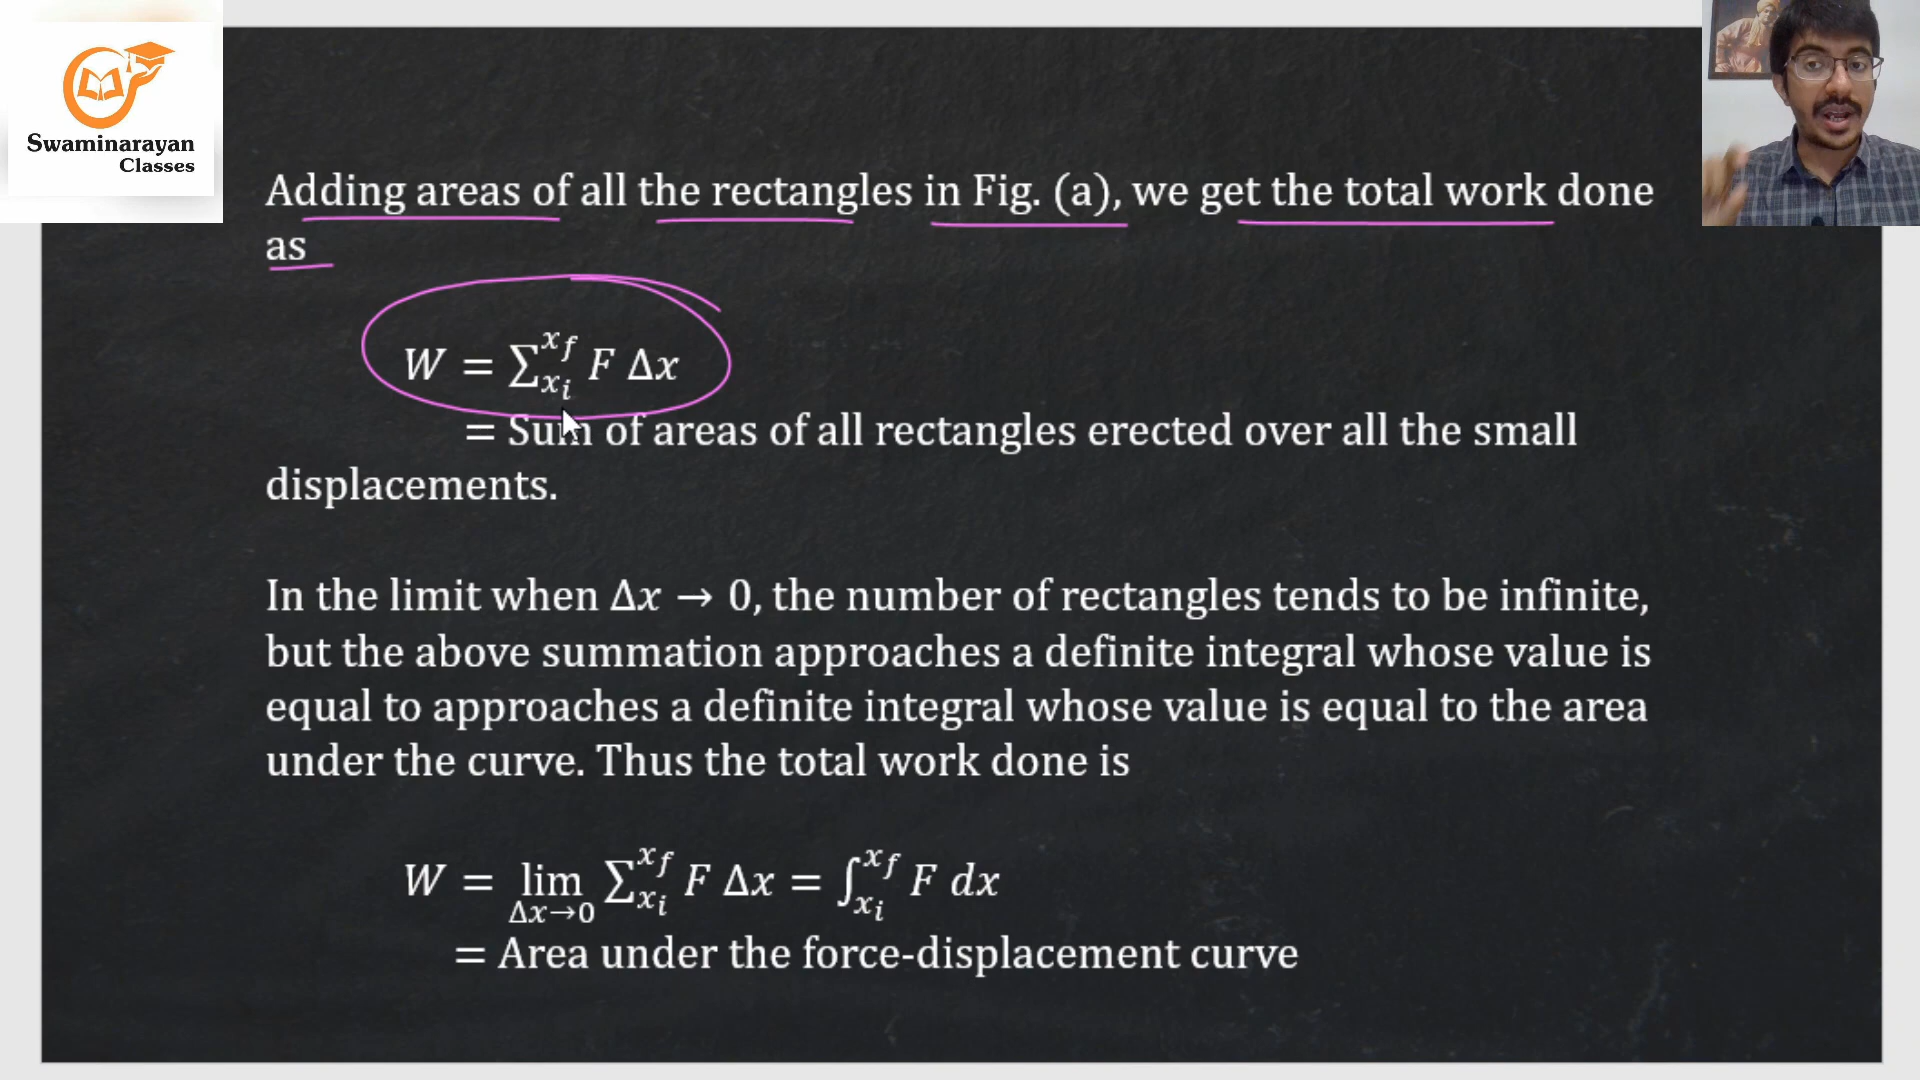 Swaminarayan
Classes
Adding areas of all the rectangles in Fig. (a), we get the total work done
as
W = ∑_{x_i}^{x_f} F Δx
= Sum of areas of all rectangles erected over all the small
displacements.
In the limit when Δx → 0, the number of rectangles tends to be infinite,
but the above summation approaches a definite integral whose value is
equal to approaches a definite integral whose value is equal to the area
under the curve. Thus the total work done is
W = lim_{Δx→0} ∑_{x_i}^{x_f} F Δx = ∫_{x_i}^{x_f} F dx
= Area under the force-displacement curve